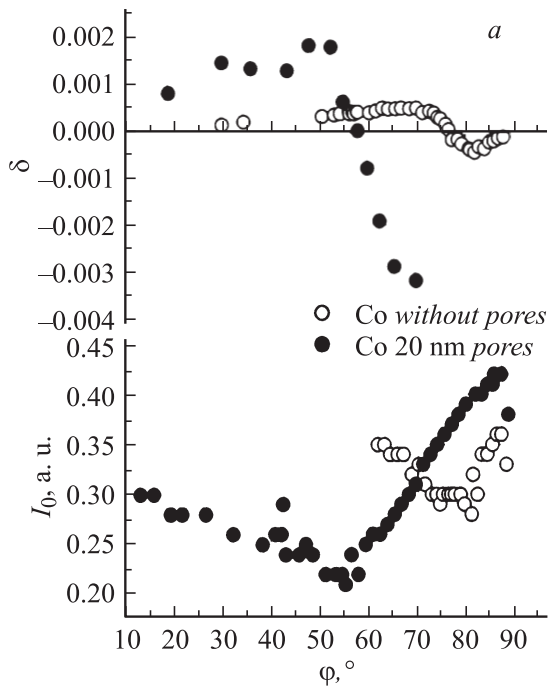 a
0.002
0.001
0.000
–0.001
–0.002
–0.003
–0.004
δ
Co without pores
Co 20 nm pores
0.45
0.40
0.35
0.30
0.25
0.20
I0, a. u.
10 20 30 40 50 60 70 80 90
φ, °